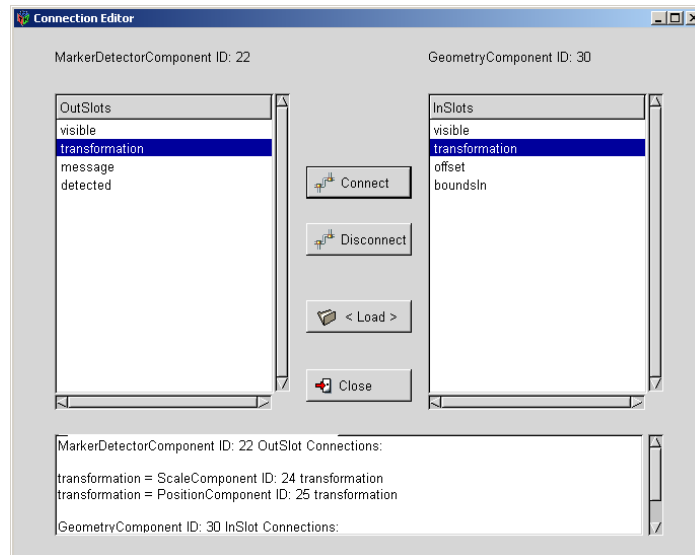 Connection Editor
MarkerDetectorComponent ID: 22
GeometryComponent ID: 30
OutSlots
visible
transformation
message
detected
InSlots
visible
transformation
offset
boundsIn
Connect
Disconnect
< Load >
Close
MarkerDetectorComponent ID: 22 OutSlot Connections:
transformation = ScaleComponent ID: 24 transformation
transformation = PositionComponent ID: 25 transformation
GeometryComponent ID: 30 InSlot Connections: